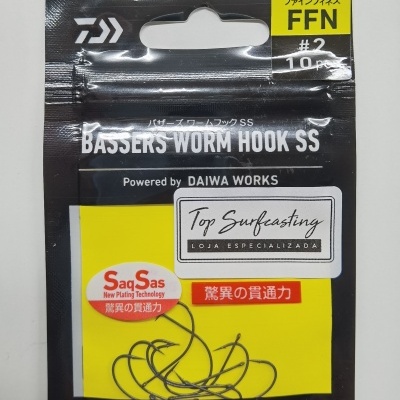 ファインフィネス
FFN
#2
10pcs
バサーズ ワームフック SS
BASSERS WORM HOOK SS
Powered by DAIWA WORKS
Top Surfcasting
LOJA ESPECIALIZADA
SaqSas
New Plating Technology
驚異の貫通力
驚異の貫通力